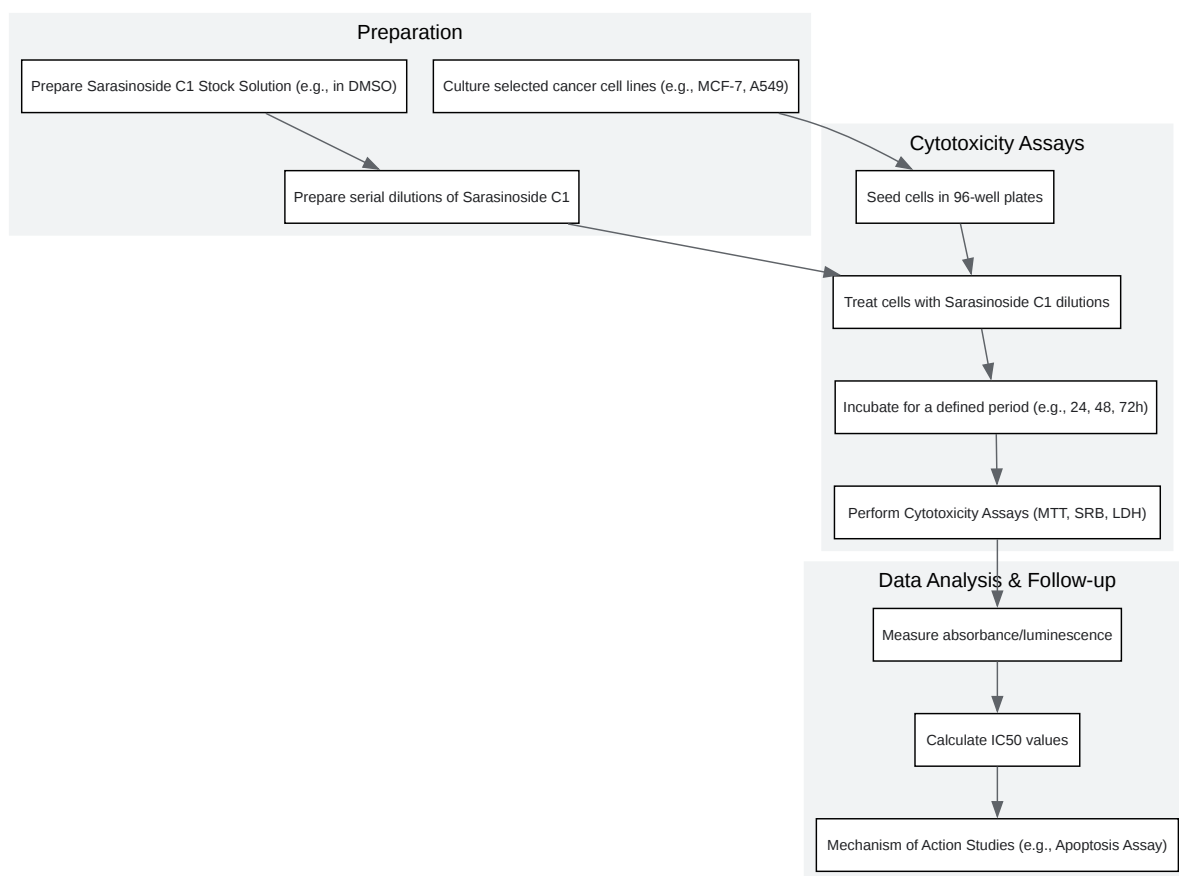 Preparation
Prepare Sarasinoside C1 Stock Solution (e.g., in DMSO)
Culture selected cancer cell lines (e.g., MCF-7, A549)
Prepare serial dilutions of Sarasinoside C1
Cytotoxicity Assays
Seed cells in 96-well plates
Treat cells with Sarasinoside C1 dilutions
Incubate for a defined period (e.g., 24, 48, 72h)
Perform Cytotoxicity Assays (MTT, SRB, LDH)
Data Analysis & Follow-up
Measure absorbance/luminescence
Calculate IC50 values
Mechanism of Action Studies (e.g., Apoptosis Assay)